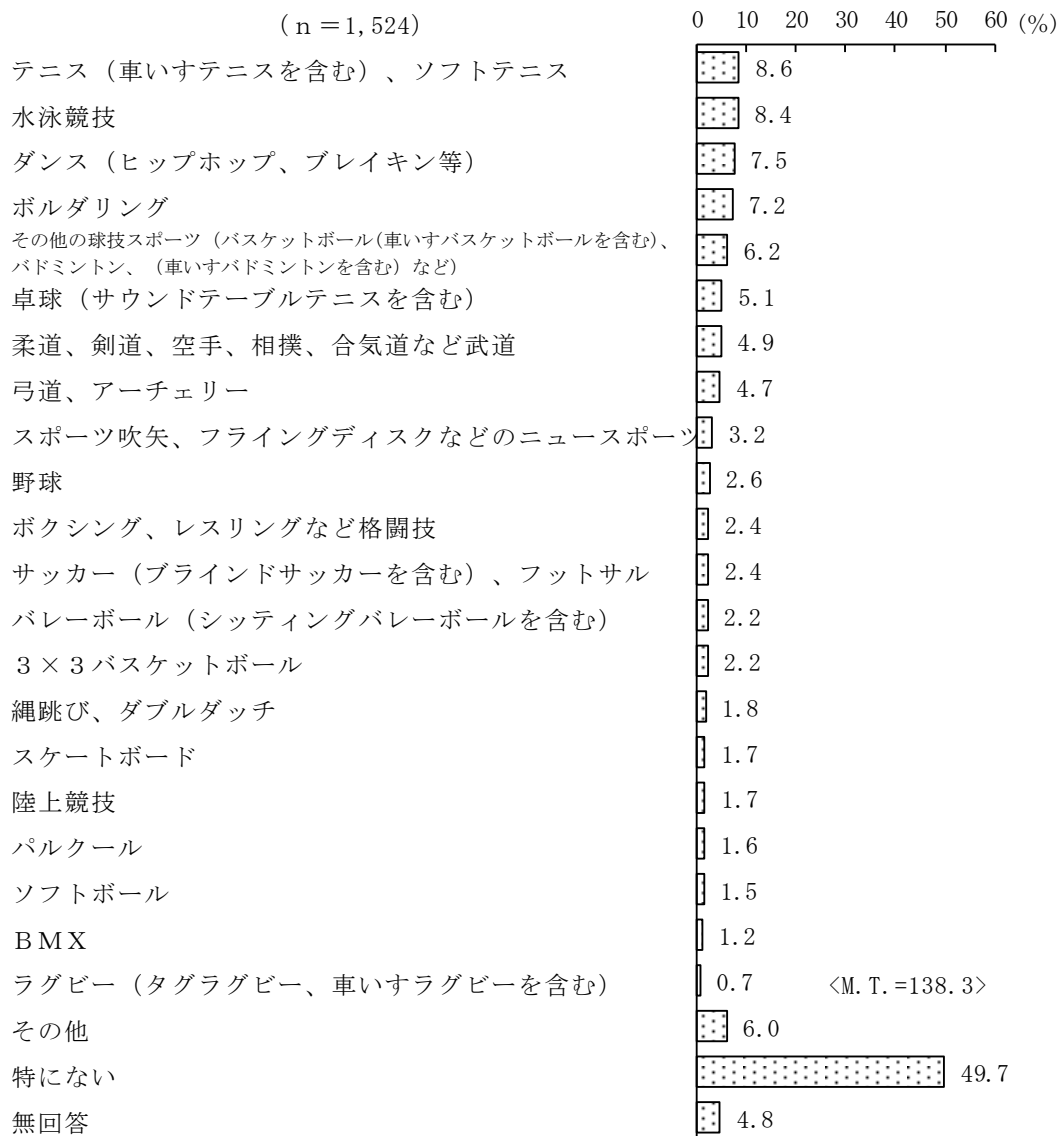 (ｎ＝1,524)
0 10 20 30 40 50 60 (%)
テニス（車いすテニスを含む）、ソフトテニス 8.6
水泳競技 8.4
ダンス（ヒップホップ、ブレイキン等） 7.5
ボルダリング 7.2
その他の球技スポーツ（バスケットボール(車いすバスケットボールを含む)、
バドミントン、（車いすバドミントンを含む）など） 6.2
卓球（サウンドテーブルテニスを含む） 5.1
柔道、剣道、空手、相撲、合気道など武道 4.9
弓道、アーチェリー 4.7
スポーツ吹矢、フライングディスクなどのニュースポーツ 3.2
野球 2.6
ボクシング、レスリングなど格闘技 2.4
サッカー（ブラインドサッカーを含む）、フットサル 2.4
バレーボール（シッティングバレーボールを含む） 2.2
３×３バスケットボール 2.2
縄跳び、ダブルダッチ 1.8
スケートボード 1.7
陸上競技 1.7
パルクール 1.6
ソフトボール 1.5
ＢＭＸ 1.2
ラグビー（タグラグビー、車いすラグビーを含む） 0.7 <M.T.=138.3>
その他 6.0
特にない 49.7
無回答 4.8